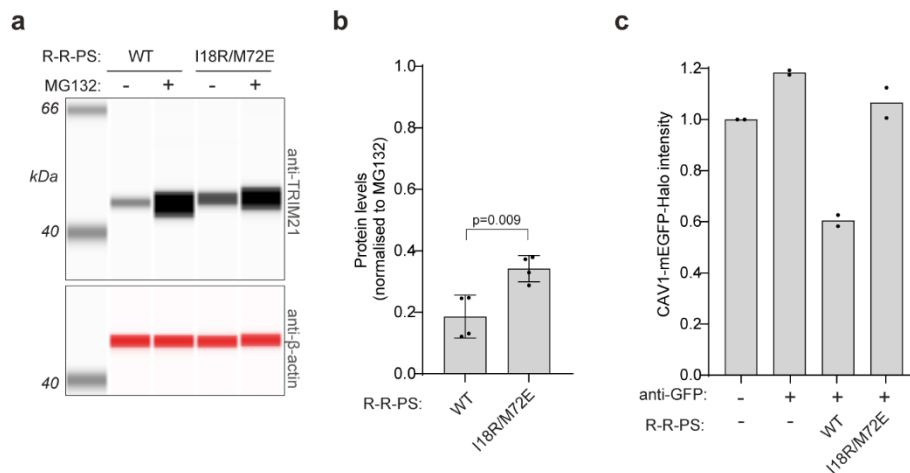 a
R-R-PS: WT I18R/M72E
MG132: - + - +
66
kDa
40
anti-TRIM21
40
anti-β-actin
b
Protein levels
(normalised to MG132)
1.0
0.8
0.6
0.4
0.2
0.0
p=0.009
R-R-PS: WT I18R/M72E
c
CAV1-mEGFP-Halo intensity
1.2
1.0
0.8
0.6
0.4
0.2
0.0
anti-GFP: - + + +
R-R-PS: - - WT I18R/M72E